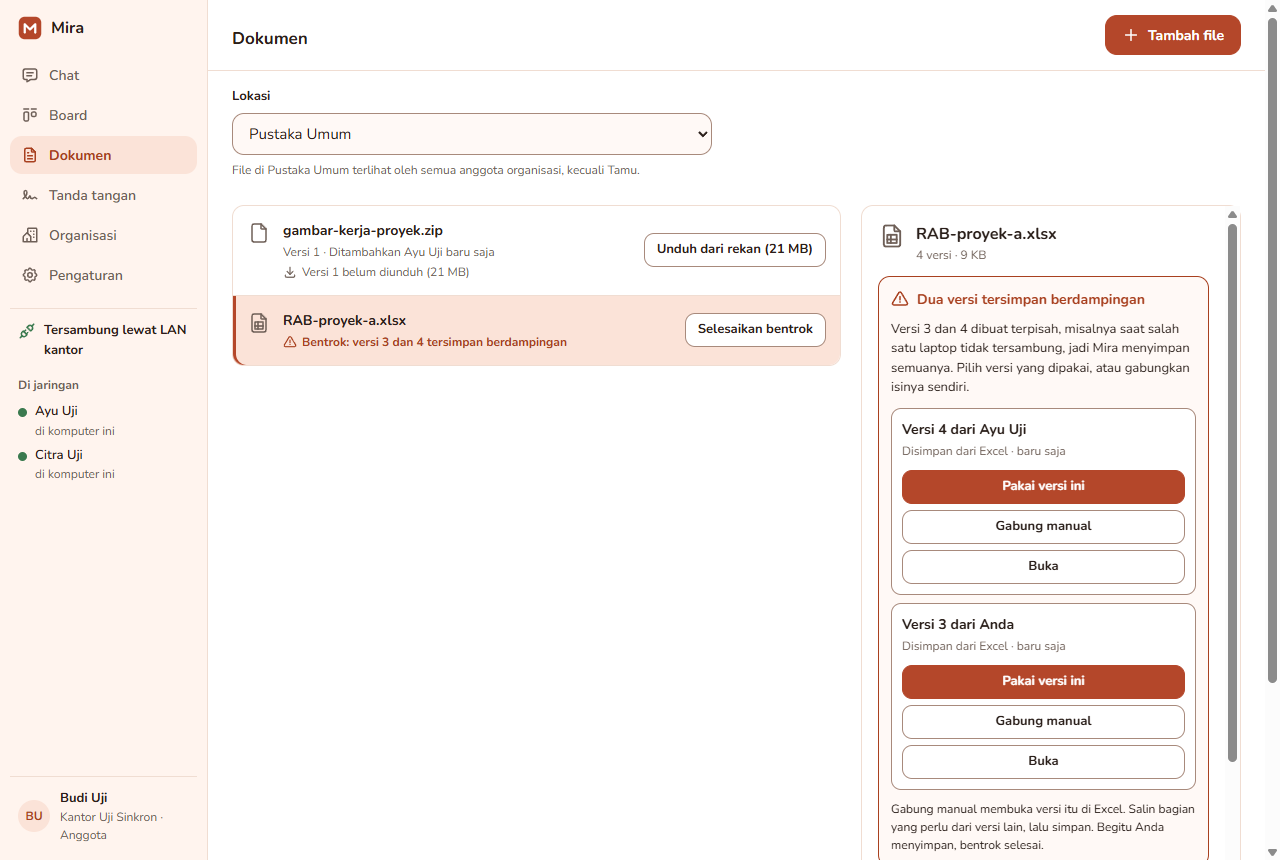 Mira
Chat
Board
Dokumen
Tanda tangan
Organisasi
Pengaturan
Tersambung lewat LAN
kantor
Di jaringan
Ayu Uji
di komputer ini
Citra Uji
di komputer ini
BU
Budi Uji
Kantor Uji Sinkron ·
Anggota
Dokumen
Tambah file
Lokasi
Pustaka Umum
File di Pustaka Umum terlihat oleh semua anggota organisasi, kecuali Tamu.
gambar-kerja-proyek.zip
Versi 1 · Ditambahkan Ayu Uji baru saja
Versi 1 belum diunduh (21 MB)
Unduh dari rekan (21 MB)
RAB-proyek-a.xlsx
Bentrok: versi 3 dan 4 tersimpan berdampingan
Selesaikan bentrok
RAB-proyek-a.xlsx
4 versi · 9 KB
Dua versi tersimpan berdampingan
Versi 3 dan 4 dibuat terpisah, misalnya saat salah
satu laptop tidak tersambung, jadi Mira menyimpan
semuanya. Pilih versi yang dipakai, atau gabungkan
isinya sendiri.
Versi 4 dari Ayu Uji
Disimpan dari Excel · baru saja
Pakai versi ini
Gabung manual
Buka
Versi 3 dari Anda
Disimpan dari Excel · baru saja
Pakai versi ini
Gabung manual
Buka
Gabung manual membuka versi itu di Excel. Salin bagian
yang perlu dari versi lain, lalu simpan. Begitu Anda
menyimpan, bentrok selesai.